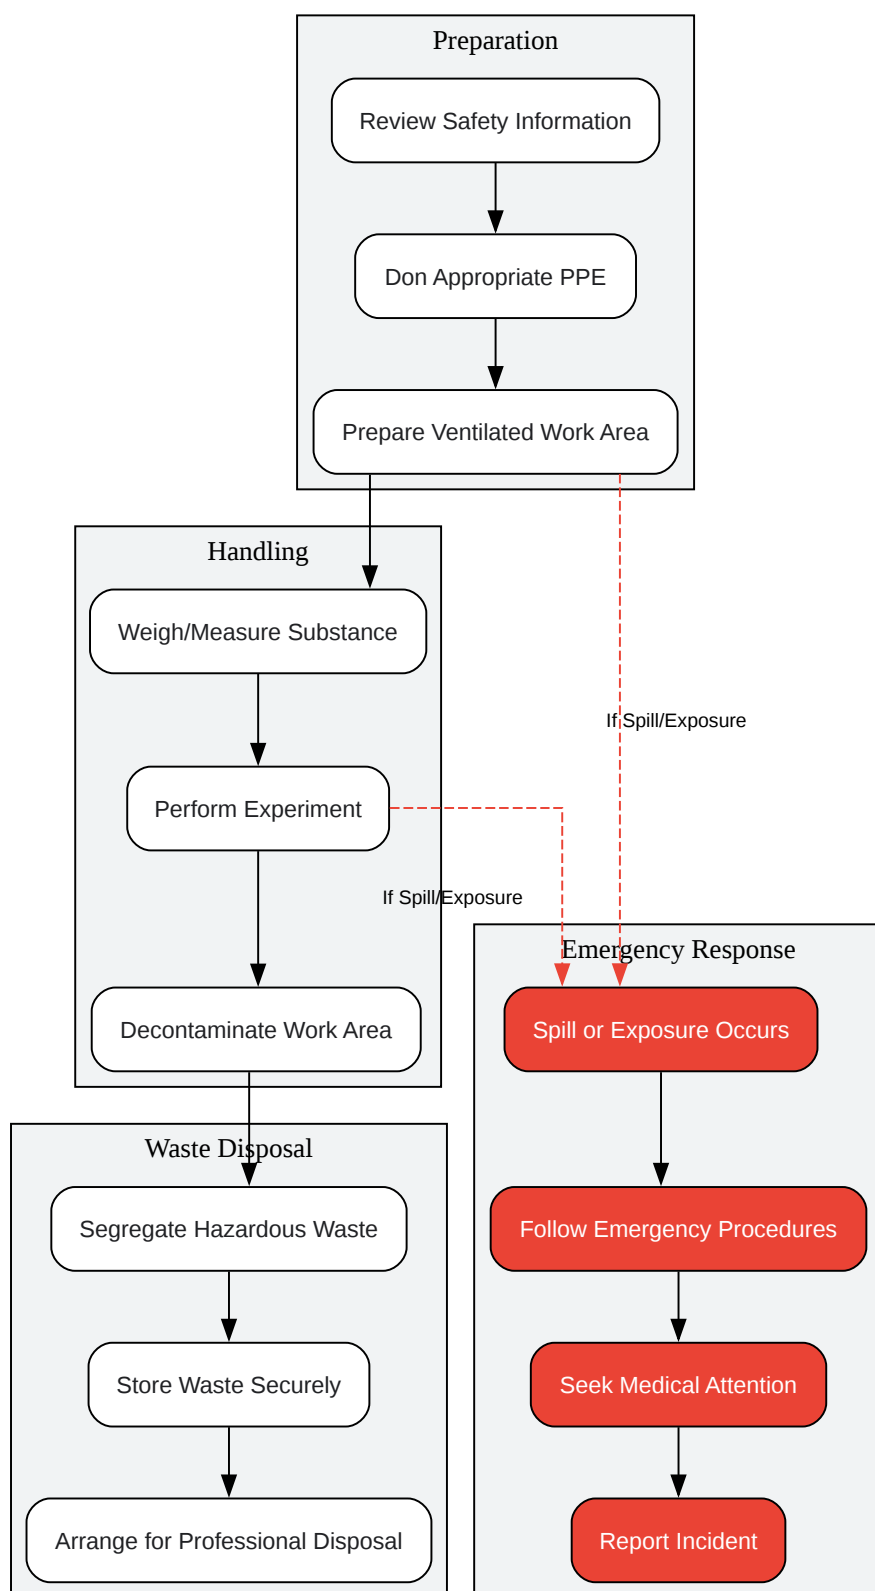 Preparation
Review Safety Information
Don Appropriate PPE
Prepare Ventilated Work Area
Handling
Weigh/Measure Substance
If Spill/Exposure
Perform Experiment
If Spill/Exposure
Decontaminate Work Area
Emergency Response
Spill or Exposure Occurs
Waste Disposal
Segregate Hazardous Waste
Follow Emergency Procedures
Store Waste Securely
Seek Medical Attention
Arrange for Professional Disposal
Report Incident